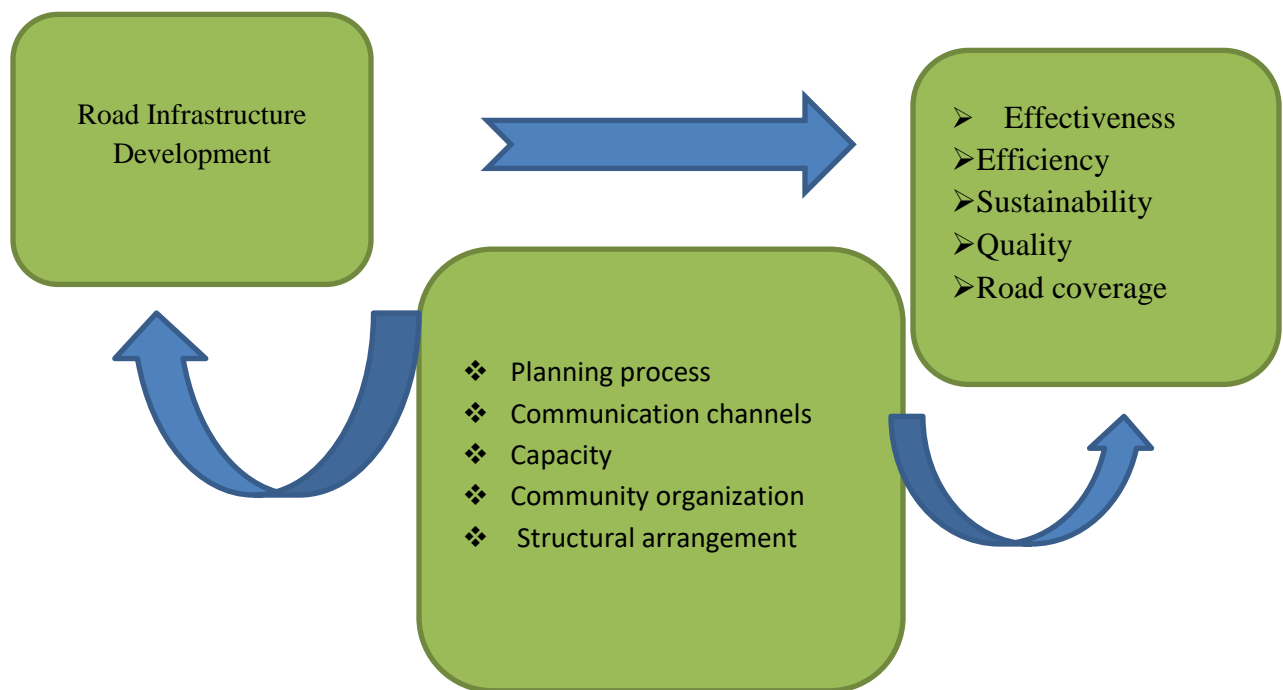 Road Infrastructure
Development
➢ Effectiveness
➢Efficiency
➢Sustainability
➢Quality
➢Road coverage
❖ Planning process
❖ Communication channels
❖ Capacity
❖ Community organization
❖ Structural arrangement